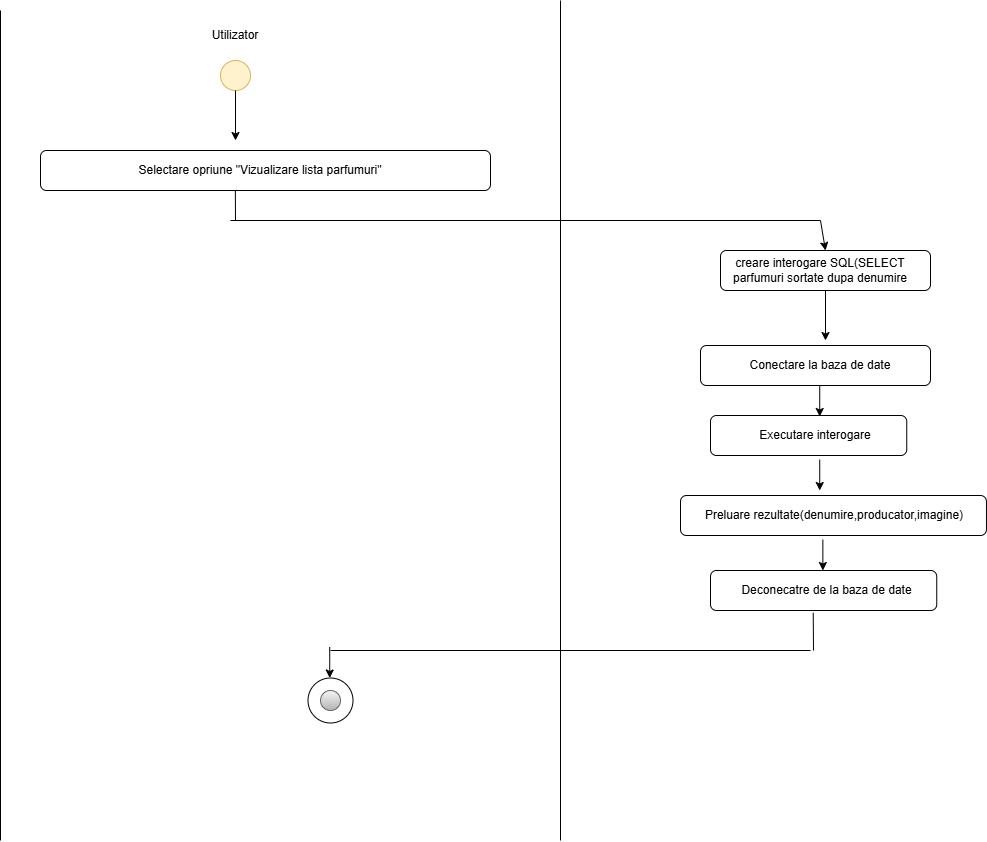 Utilizator
Selectare opriune "Vizualizare lista parfumuri"
creare interogare SQL(SELECT
parfumuri sortate dupa denumire
Conectare la baza de date
Executare interogare
Preluare rezultate(denumire,producator,imagine)
Deconecatre de la baza de date